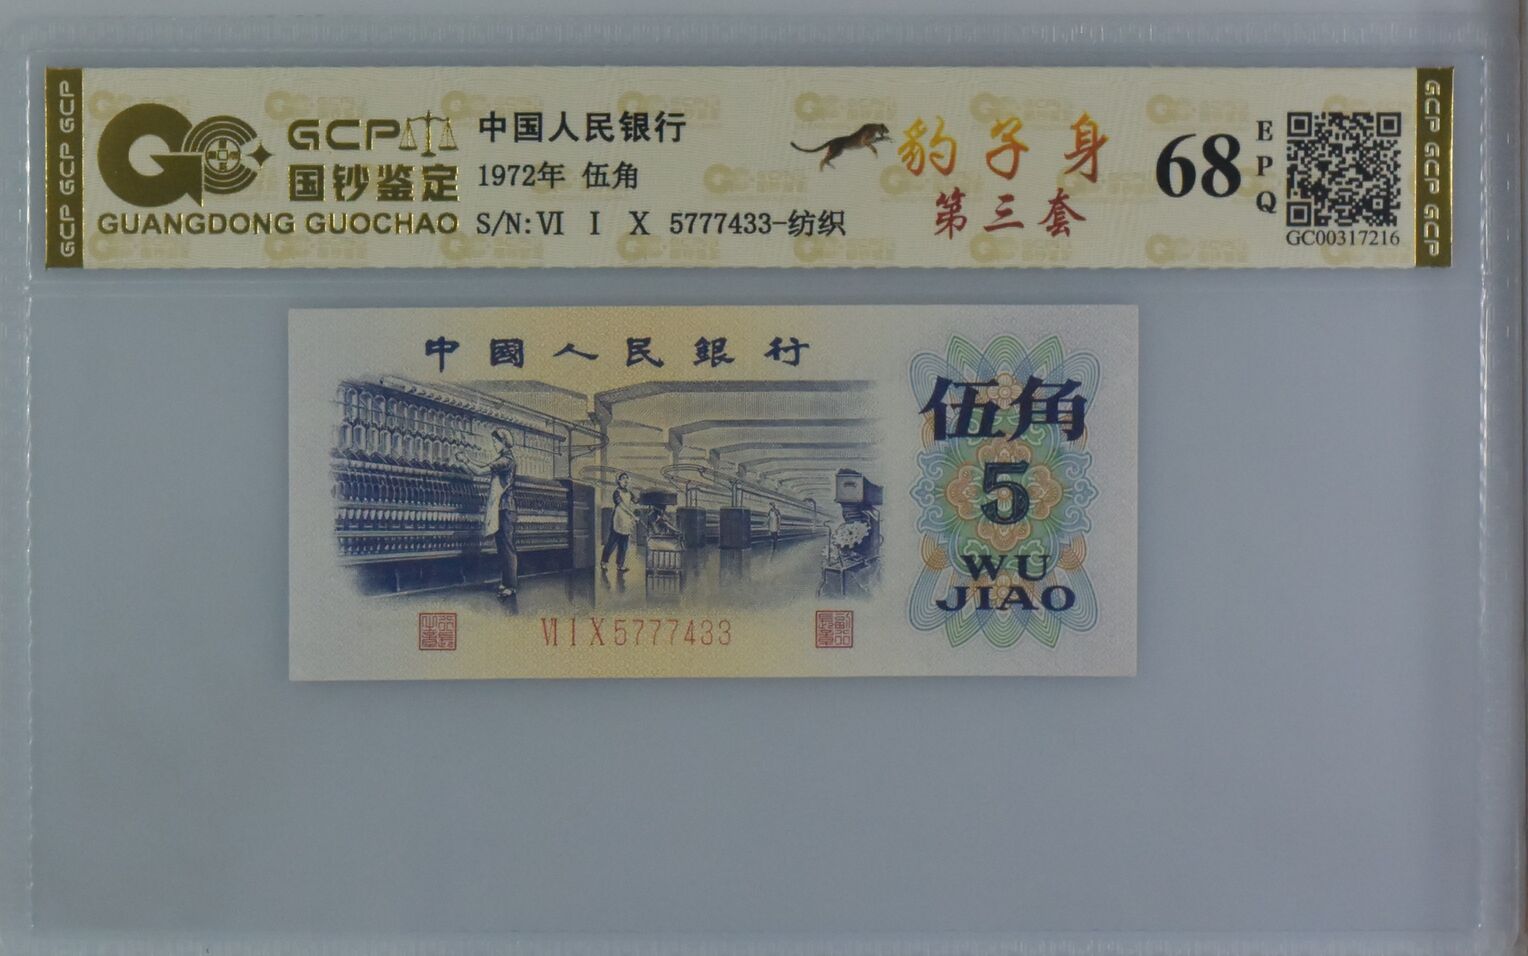 GCP GCP GCP
GCP
国钞鉴定
GUANGDONG GUOCHAO
中国人民银行
1972年 伍角
S/N: Ⅵ Ⅰ Ⅹ 5777433-纺织
豹子身
第三套
68
EPQ
GC00317216
GCP GCP GCP
中國人民銀行
伍角
5
WU
JIAO
Ⅵ Ⅰ Ⅹ 5777433